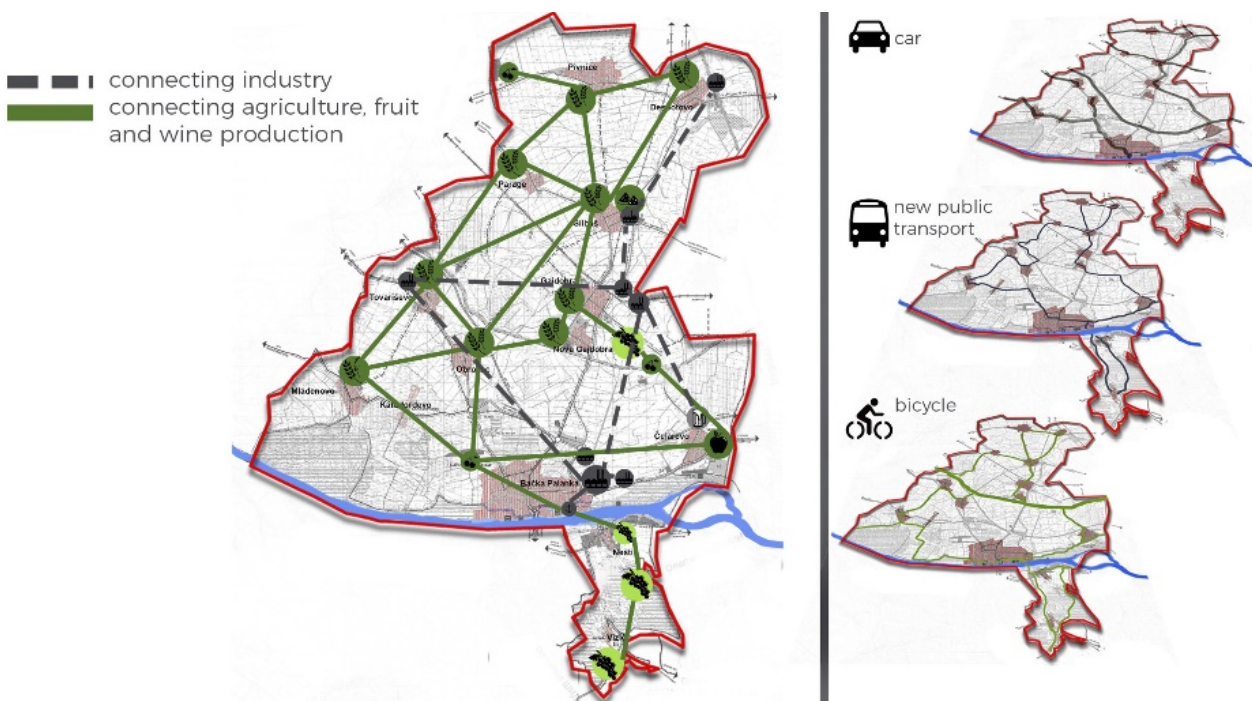 connecting industry
connecting agriculture, fruit
and wine production
Pivnice
Despotovo
Parage
Silbaš
Tovariševo
Gajdobra
Nova Gajdobra
Obrovac
Mladenovo
Karađorđevo
Čelarevo
Bačka Palanka
Neštin
Vizić
car
new public
transport
bicycle